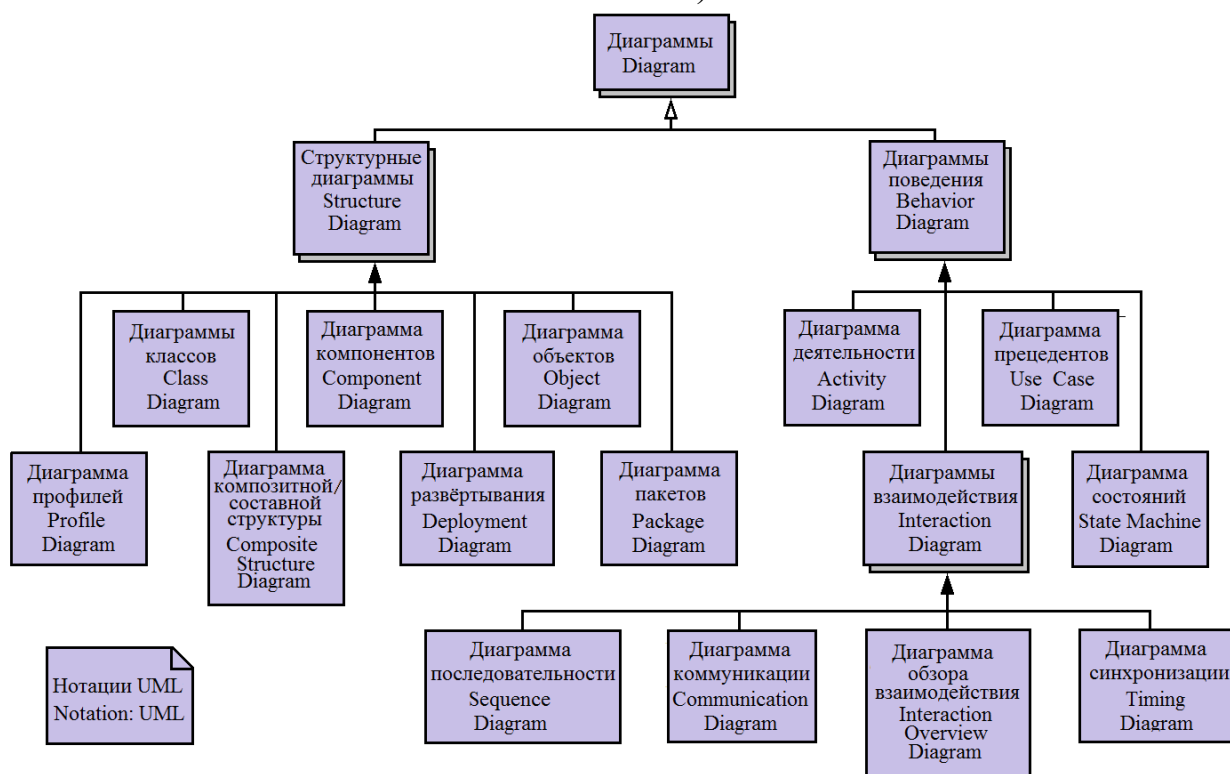 Диаграммы
Diagram
Структурные
диаграммы
Structure
Diagram
Диаграммы
поведения
Behavior
Diagram
Диаграммы
классов
Class
Diagram
Диаграмма
компонентов
Component
Diagram
Диаграмма
объектов
Object
Diagram
Диаграмма
деятельности
Activity
Diagram
Диаграмма
прецедентов
Use Case
Diagram
Диаграмма
профилей
Profile
Diagram
Диаграмма
композитной/
составной
структуры
Composite
Structure
Diagram
Диаграмма
развёртывания
Deployment
Diagram
Диаграмма
пакетов
Package
Diagram
Диаграммы
взаимодействия
Interaction
Diagram
Диаграмма
состояний
State Machine
Diagram
Диаграмма
последовательности
Sequence
Diagram
Диаграмма
коммуникации
Communication
Diagram
Диаграмма
обзора
взаимодействия
Interaction
Overview
Diagram
Диаграмма
синхронизации
Timing
Diagram
Нотации UML
Notation: UML